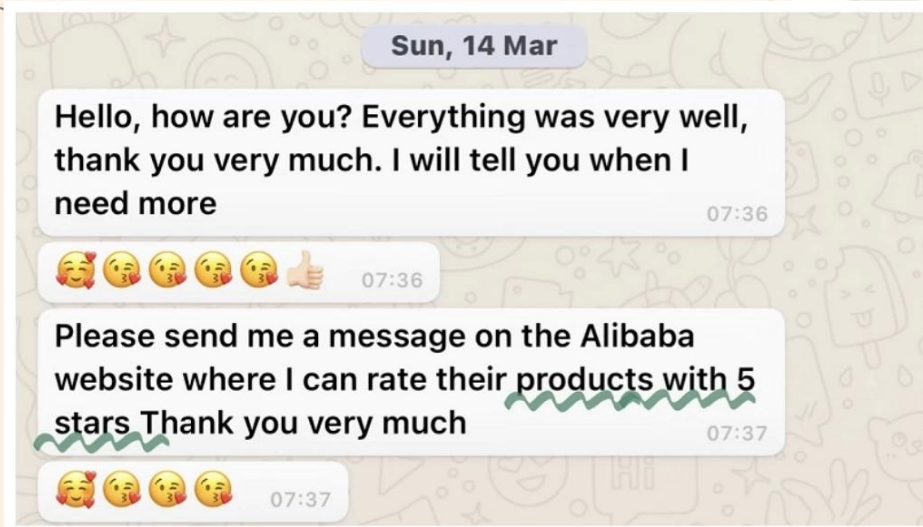 Sun, 14 Mar
Hello, how are you? Everything was very well,
thank you very much. I will tell you when I
need more
07:36
🥰😘😘😘😘👍🏻 07:36
Please send me a message on the Alibaba
website where I can rate their products with 5
stars Thank you very much
07:37
🥰😘😘😘 07:37